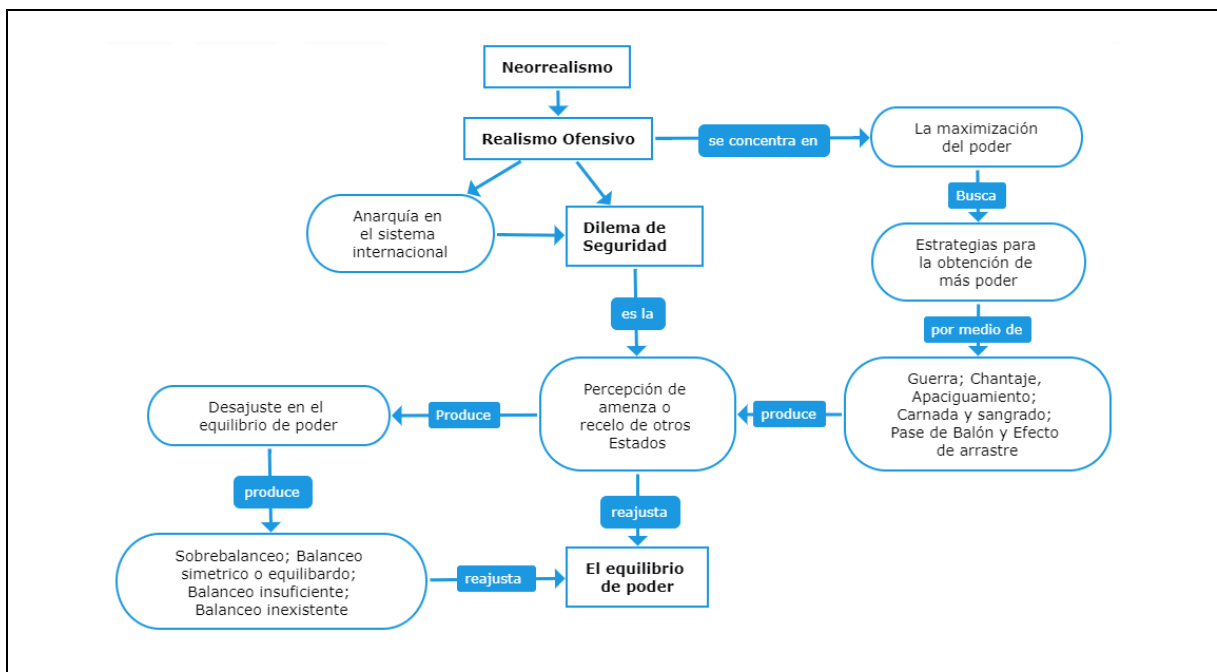 Neorrealismo
Realismo Ofensivo
se concentra en
La maximización
del poder
Busca
Anarquía en
el sistema
internacional
Dilema de
Seguridad
Estrategias para
la obtención de
más poder
es la
por medio de
Percepción de
amenza o
recelo de otros
Estados
Guerra; Chantaje,
Apaciguamiento;
Carnada y sangrado;
Pase de Balón y Efecto
de arrastre
produce
Produce
Desajuste en el
equilibrio de poder
produce
reajusta
Sobrebalanceo; Balanceo
simetrico o equilibardo;
Balanceo insuficiente;
Balanceo inexistente
reajusta
El equilibrio
de poder